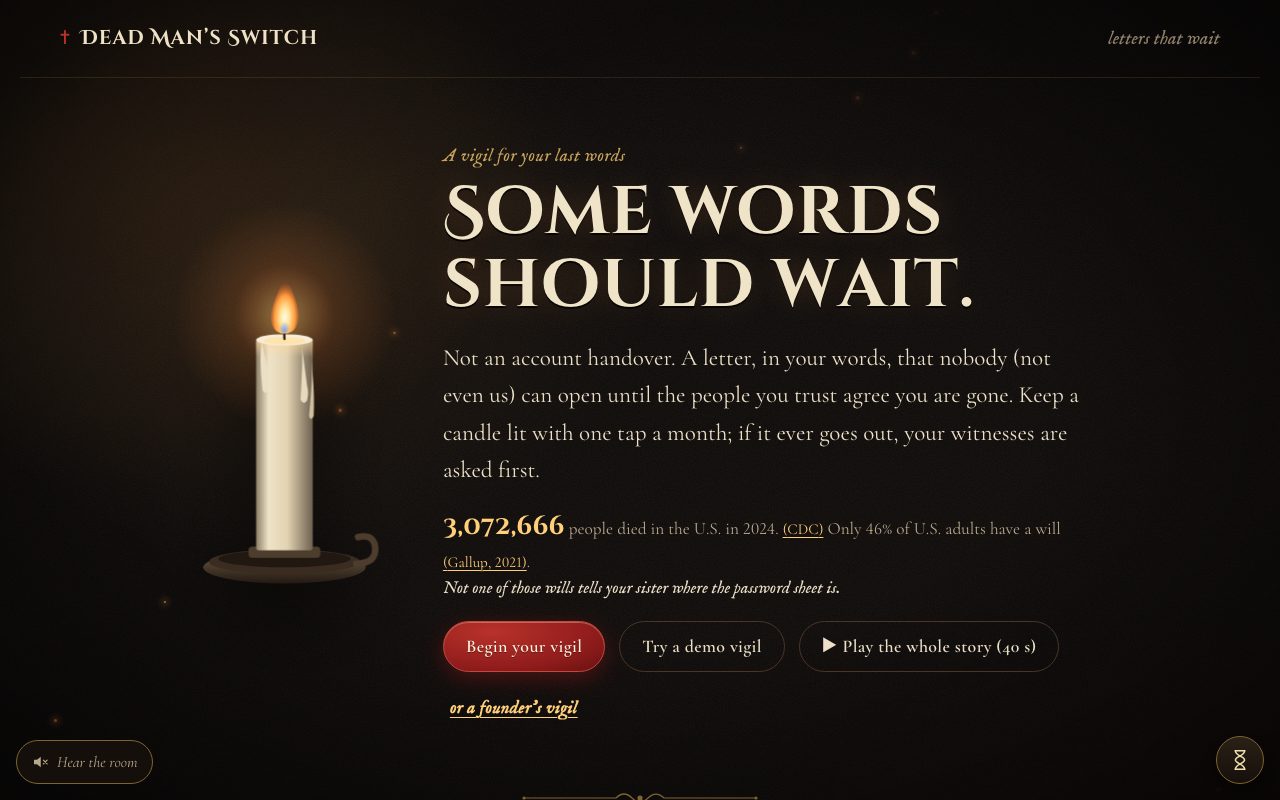 † Dead Man's Switch
letters that wait
A vigil for your last words
Some words
should wait.
Not an account handover. A letter, in your words, that nobody (not
even us) can open until the people you trust agree you are gone. Keep a
candle lit with one tap a month; if it ever goes out, your witnesses are
asked first.
3,072,666 people died in the U.S. in 2024. (CDC) Only 46% of U.S. adults have a will
(Gallup, 2021).
Not one of those wills tells your sister where the password sheet is.
Begin your vigil
Try a demo vigil
▶ Play the whole story (40 s)
or a founder's vigil
Hear the room